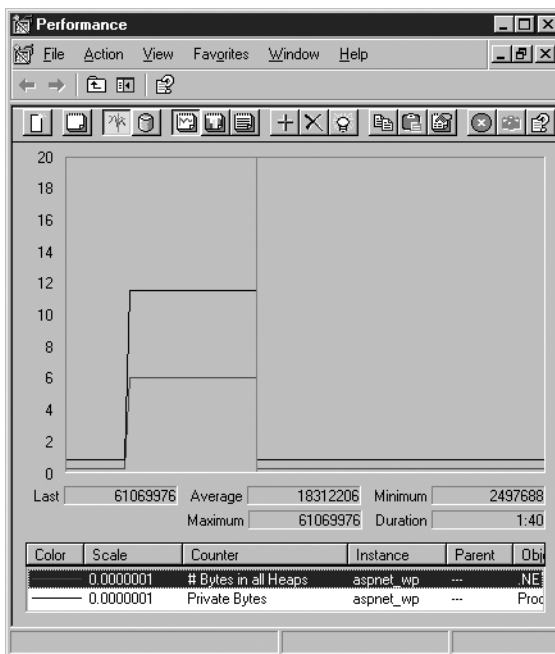 Performance
File Action View Favorites Window Help
20
18
16
14
12
10
8
6
4
2
0
Last 61069976 Average 18312206 Minimum 2497688
Maximum 61069976 Duration 1:40
Color Scale Counter Instance Parent Obj
0.0000001 # Bytes in all Heaps aspnet_wp --- .NE
0.0000001 Private Bytes aspnet_wp --- Proc